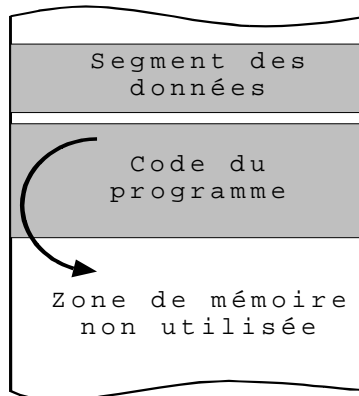 Segment des
données
Code du
programme
Zone de mémoire
non utilisée